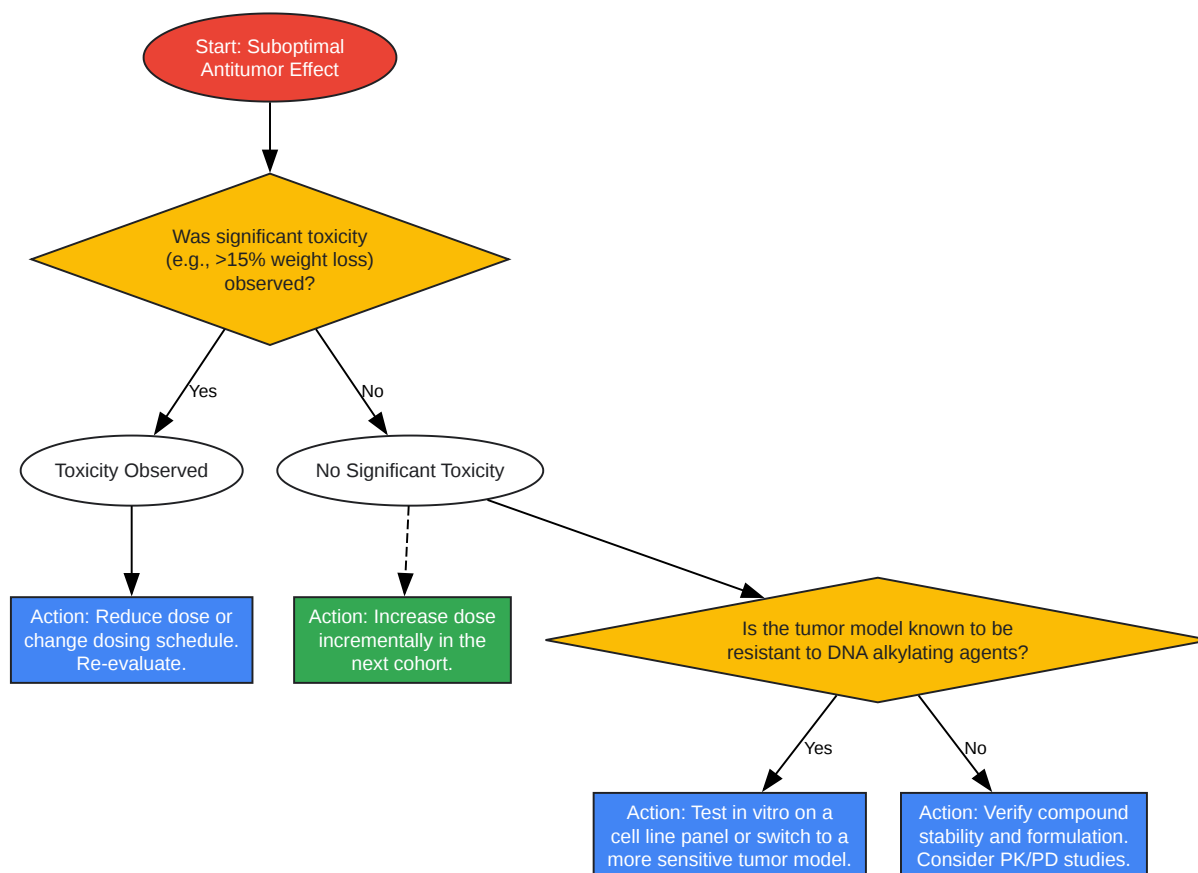 Start: Suboptimal
Antitumor Effect
Was significant toxicity
(e.g., >15% weight loss)
observed?
Yes
No
Toxicity Observed
No Significant Toxicity
Action: Reduce dose or
change dosing schedule.
Re-evaluate.
Action: Increase dose
incrementally in the
next cohort.
Is the tumor model known to be
resistant to DNA alkylating agents?
Yes
No
Action: Test in vitro on a
cell line panel or switch to a
more sensitive tumor model.
Action: Verify compound
stability and formulation.
Consider PK/PD studies.